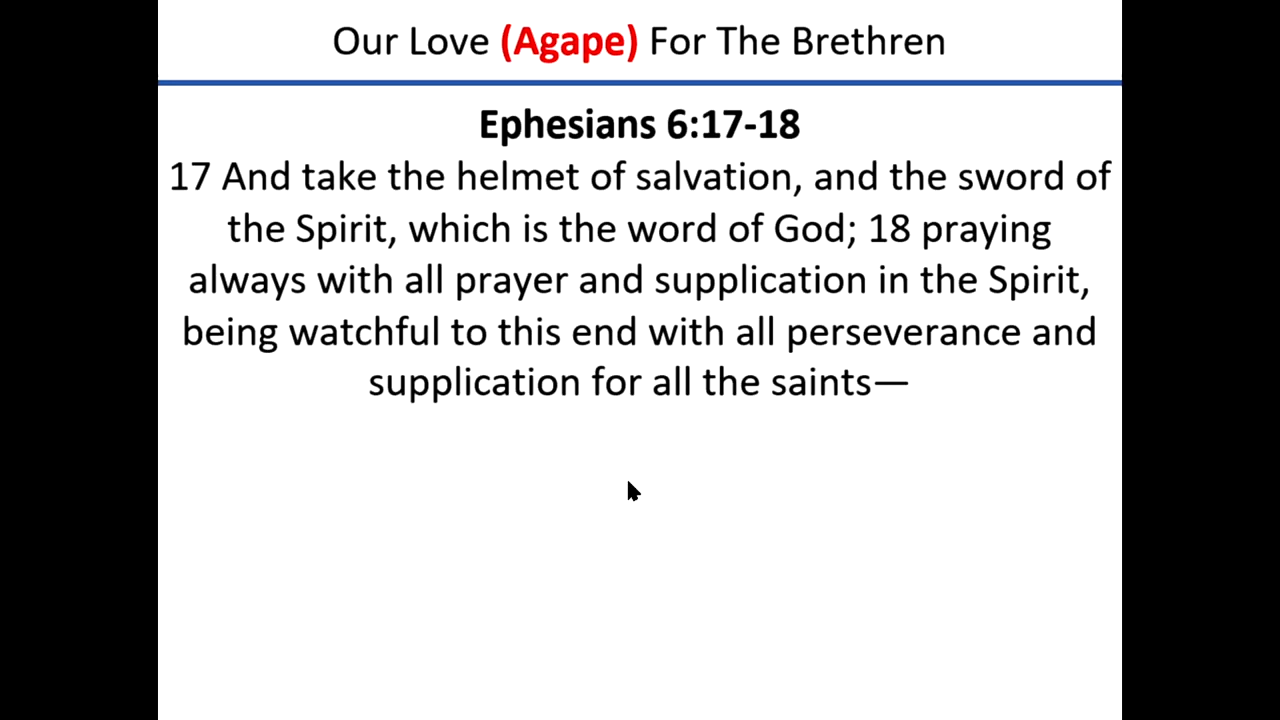 Our Love (Agape) For The Brethren
Ephesians 6:17-18
17 And take the helmet of salvation, and the sword of
the Spirit, which is the word of God; 18 praying
always with all prayer and supplication in the Spirit,
being watchful to this end with all perseverance and
supplication for all the saints—